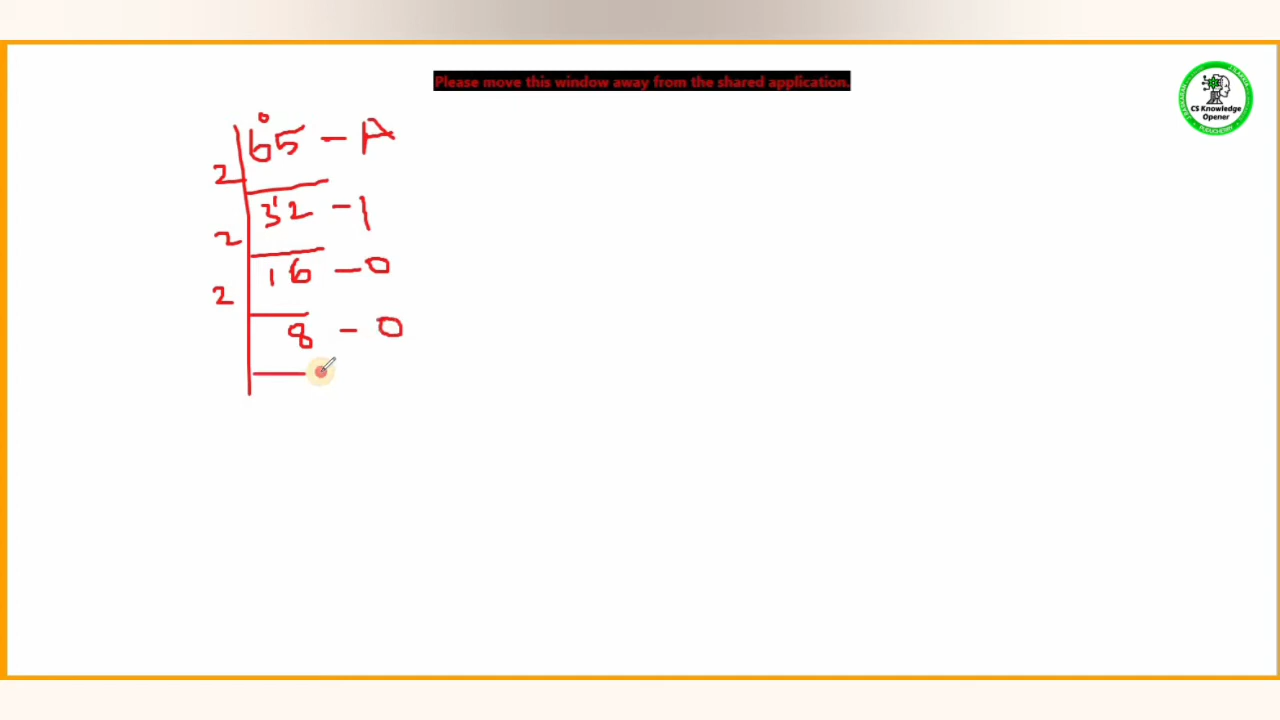 Please move this window away from the shared application.
CS Knowledge
Opener
65 - A
2
32 - 1
2
16 - 0
2
8 - 0